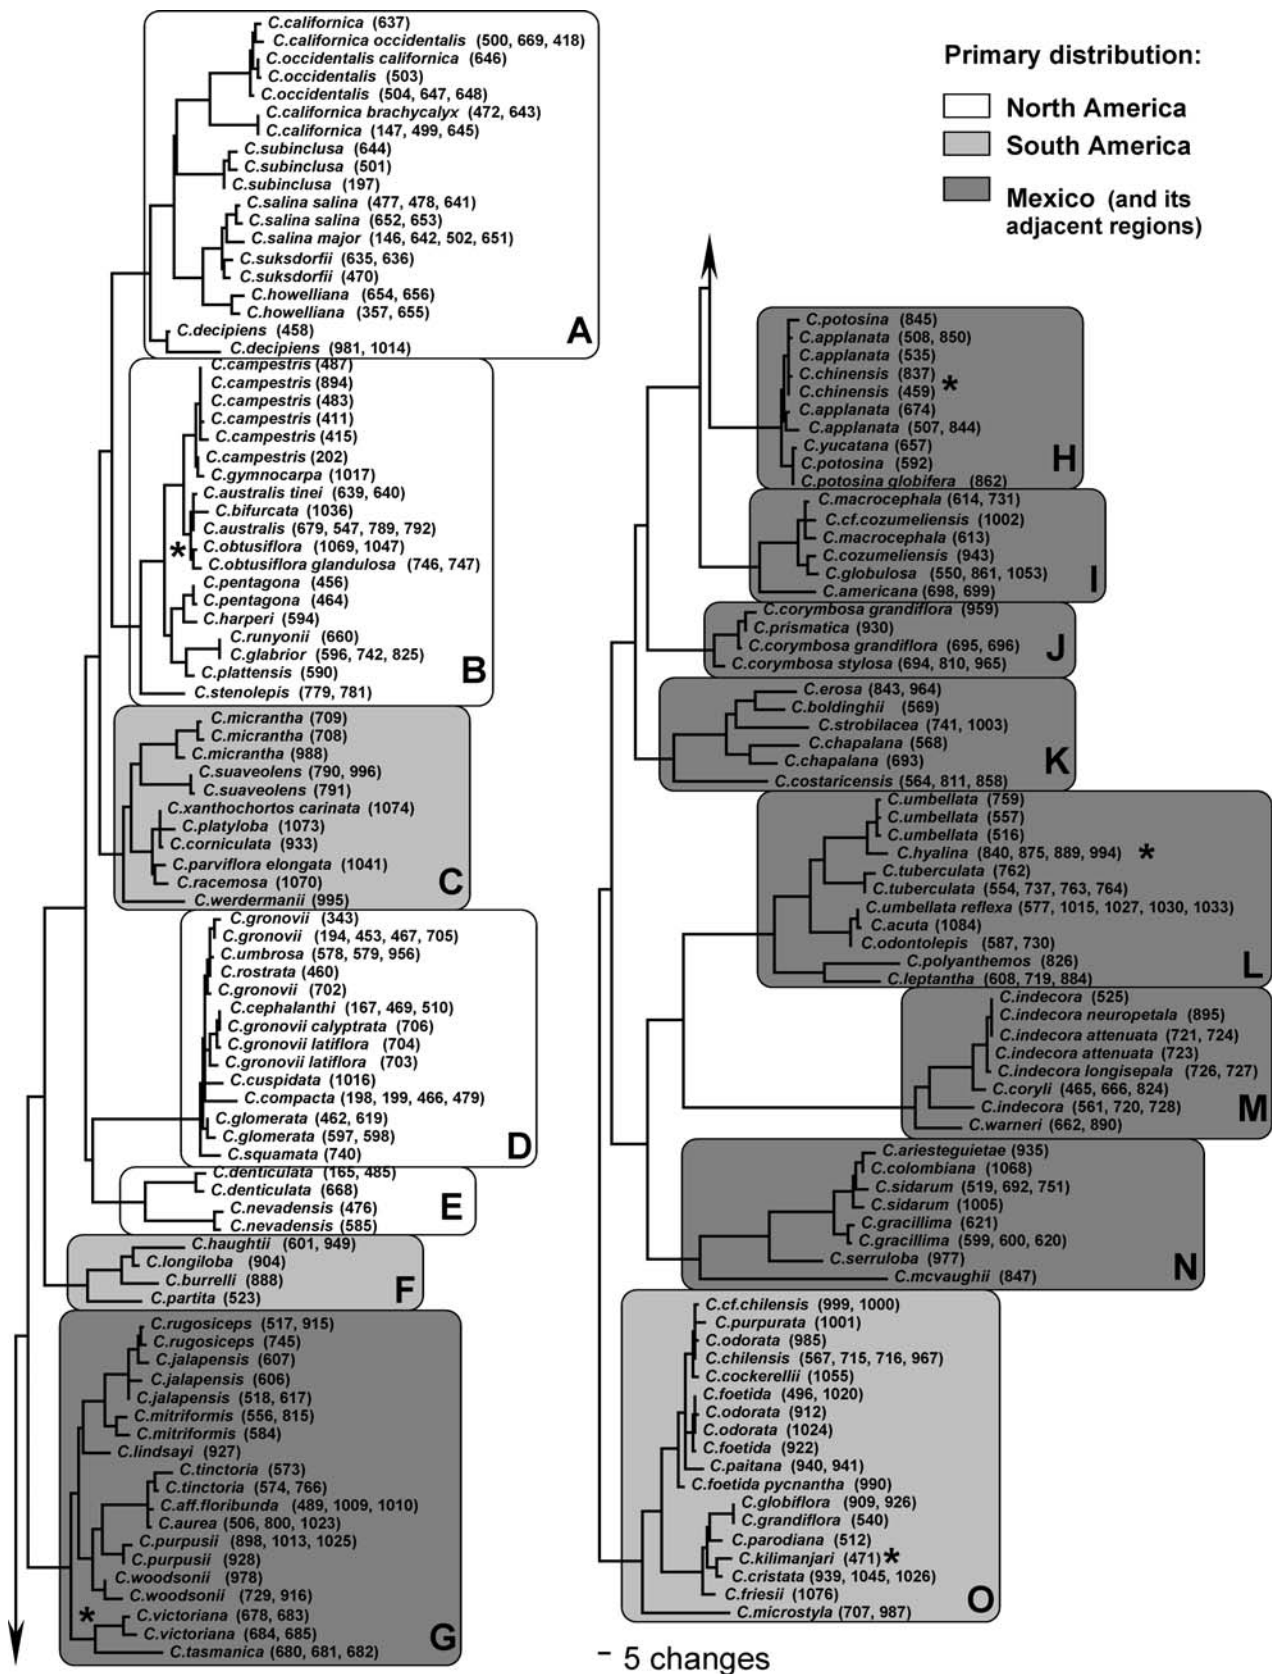 C.californica (637)
C.californica occidentalis (500, 669, 418)
C.occidentalis californica (646)
C.occidentalis (503)
C.occidentalis (504, 647, 648)
C.californica brachycalyx (472, 643)
C.californica (147, 499, 645)
C.subinclusa (644)
C.subinclusa (501)
C.subinclusa (197)
C.salina salina (477, 478, 641)
C.salina salina (652, 653)
C.salina major (146, 642, 502, 651)
C.suksdorfii (635, 636)
C.suksdorfii (470)
C.howelliana (654, 656)
C.howelliana (357, 655)
C.decipiens (458)
C.decipiens (981, 1014)
A
C.campestris (487)
C.campestris (894)
C.campestris (483)
C.campestris (411)
C.campestris (415)
C.campestris (202)
C.gymnocarpa (1017)
C.australis tinei (639, 640)
C.bifurcata (1036)
C.australis (679, 547, 789, 792)
*
C.obtusiflora (1069, 1047)
C.obtusiflora glandulosa (746, 747)
C.pentagona (456)
C.pentagona (464)
C.harperi (594)
C.runyonii (660)
C.glabrior (596, 742, 825)
C.plattensis (590)
C.stenolepis (779, 781)
B
C.micrantha (709)
C.micrantha (708)
C.micrantha (988)
C.suaveolens (790, 996)
C.suaveolens (791)
C.xanthochortos carinata (1074)
C.platyloba (1073)
C.corniculata (933)
C.parviflora elongata (1041)
C.racemosa (1070)
C.werdermanii (995)
C
C.gronovii (343)
C.gronovii (194, 453, 467, 705)
C.umbrosa (578, 579, 956)
C.rostrata (460)
C.gronovii (702)
C.cephalanthi (167, 469, 510)
C.gronovii calyptrata (706)
C.gronovii latiflora (704)
C.gronovii latiflora (703)
C.cuspidata (1016)
C.compacta (198, 199, 466, 479)
C.glomerata (462, 619)
C.glomerata (597, 598)
C.squamata (740)
D
C.denticulata (165, 485)
C.denticulata (668)
C.nevadensis (476)
C.nevadensis (585)
E
C.haughtii (601, 949)
C.longiloba (904)
C.burrelli (888)
C.partita (523)
F
C.rugosiceps (517, 915)
C.rugosiceps (745)
C.jalapensis (607)
C.jalapensis (606)
C.jalapensis (518, 617)
C.mitriformis (556, 815)
C.mitriformis (584)
C.lindsayi (927)
C.tinctoria (573)
C.tinctoria (574, 766)
C.aff.floribunda (489, 1009, 1010)
C.aurea (506, 800, 1023)
C.purpusii (898, 1013, 1025)
C.purpusii (928)
C.woodsonii (978)
C.woodsonii (729, 916)
*
C.victoriana (678, 683)
C.victoriana (684, 685)
C.tasmanica (680, 681, 682)
G
Primary distribution:
North America
South America
Mexico (and its
adjacent regions)
C.potosina (845)
C.applanata (508, 850)
C.applanata (535)
C.chinensis (837)
*
C.chinensis (459)
C.applanata (674)
C.applanata (507, 844)
C.yucatana (657)
C.potosina (592)
C.potosina globifera (862)
H
C.macrocephala (614, 731)
C.cf.cozumeliensis (1002)
C.macrocephala (613)
C.cozumeliensis (943)
C.globulosa (550, 861, 1053)
C.americana (698, 699)
I
C.corymbosa grandiflora (959)
C.prismatica (930)
C.corymbosa grandiflora (695, 696)
C.corymbosa stylosa (694, 810, 965)
J
C.erosa (843, 964)
C.boldinghii (569)
C.strobilacea (741, 1003)
C.chapalana (568)
C.chapalana (693)
C.costaricensis (564, 811, 858)
K
C.umbellata (759)
C.umbellata (557)
C.umbellata (516)
C.hyalina (840, 875, 889, 994) *
C.tuberculata (762)
C.tuberculata (554, 737, 763, 764)
C.umbellata reflexa (577, 1015, 1027, 1030, 1033)
C.acuta (1084)
C.odontolepis (587, 730)
C.polyanthemos (826)
C.leptantha (608, 719, 884)
L
C.indecora (525)
C.indecora neuropetala (895)
C.indecora attenuata (721, 724)
C.indecora attenuata (723)
C.indecora longisepala (726, 727)
C.coryli (465, 666, 824)
C.indecora (561, 720, 728)
C.warneri (662, 890)
M
C.ariesteguietae (935)
C.colombiana (1068)
C.sidarum (519, 692, 751)
C.sidarum (1005)
C.gracillima (621)
C.gracillima (599, 600, 620)
C.serruloba (977)
C.mcvaughii (847)
N
C.cf.chilensis (999, 1000)
C.purpurata (1001)
C.odorata (985)
C.chilensis (567, 715, 716, 967)
C.cockerellii (1055)
C.foetida (496, 1020)
C.odorata (912)
C.odorata (1024)
C.foetida (922)
C.paitana (940, 941)
C.foetida pycnantha (990)
C.globiflora (909, 926)
C.grandiflora (540)
C.parodiana (512)
C.kilimanjari (471) *
C.cristata (939, 1045, 1026)
C.friesii (1076)
C.microstyla (707, 987)
O
5 changes